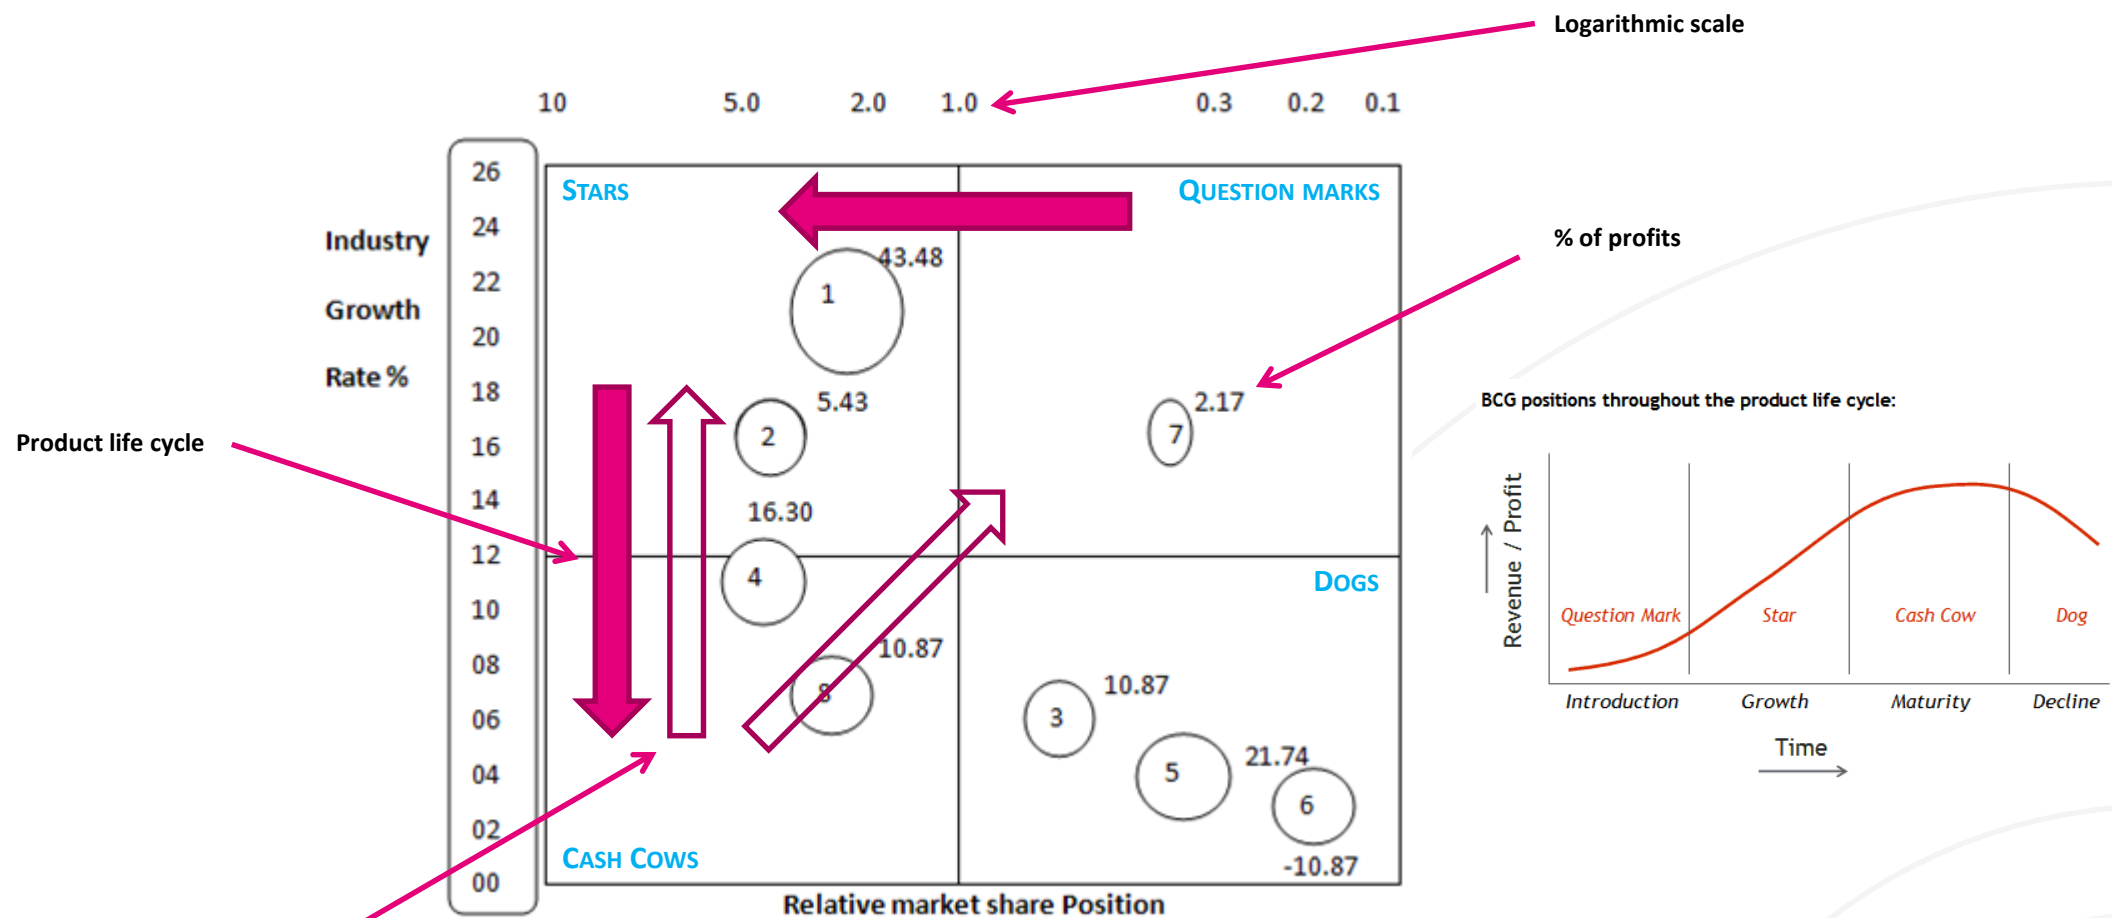 Logarithmic scale
10 5.0 2.0 1.0 0.3 0.2 0.1
26
STARS
QUESTION MARKS
24
Industry
% of profits
43.48
22
1
Growth
20
Rate %
18
5.43
2.17
BCG positions throughout the product life cycle:
Product life cycle
16
2
7
14
16.30
12
4
DOGS
10
08
10.87
8
10.87
06
3
04
5
21.74
6
02
CASH COWS
-10.87
00
Relative market share Position
Revenue / Profit
Question Mark Star Cash Cow Dog
Introduction Growth Maturity Decline
Time